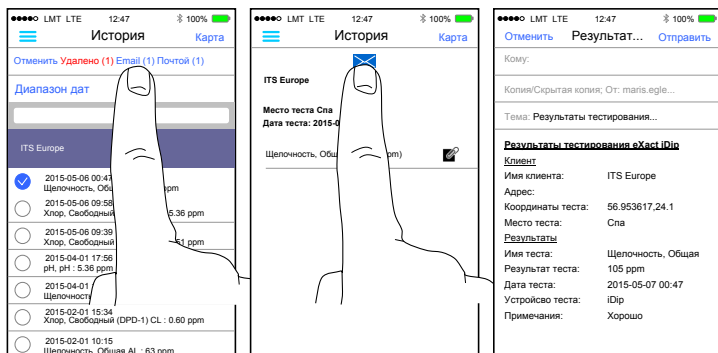 LMT LTE 12:47 100%
История
Карта
Отменить Удалено (1) Email (1) Почтой (1)
Диапазон дат
ITS Europe
2015-05-06 00:47
Щелочность, Общ pm
2015-05-06 09:58
Хлор, Свободный 5.36 ppm
2015-05-06 09:39
Хлор, Свободный 51 ppm
2015-04-01 17:56
pH, pH : 5.36 ppm
2015-04-01
Щелочность
2015-02-01 15:34
Хлор, Свободный (DPD-1) CL : 0.60 ppm
2015-02-01 10:15
Щелочность, Общая AL : 63 ppm
LMT LTE 12:47 100%
История
Карта
ITS Europe
Место теста Спа
Дата теста: 2015-0
Щелочность, Общ pm)
LMT LTE 12:47 100%
Отменить Результат... Отправить
Кому:
Копия/Скрытая копия; От: maris.egle...
Тема: Результаты тестирования...
Результаты тестирования eXact iDip
Клиент
Имя клиента: ITS Europe
Адрес:
Координаты теста: 56.953617,24.1
Место теста: Спа
Результаты
Имя теста: Щелочность, Общая
Результат теста: 105 ppm
Дата теста: 2015-05-07 00:47
Устройсво теста: iDip
Примечания: Хорошо